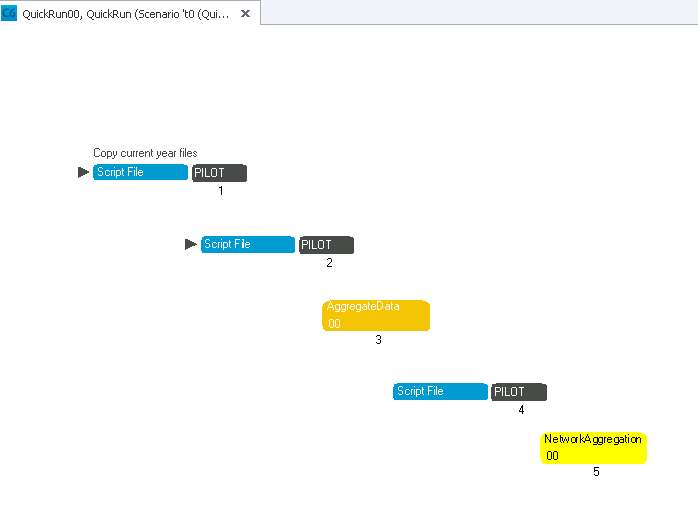 C6 QuickRun00, QuickRun (Scenario 't0 (Qui...
Copy current year files
Script File PILOT
1
Script File PILOT
2
AggregateData
00
3
Script File PILOT
4
NetworkAggregation
00
5